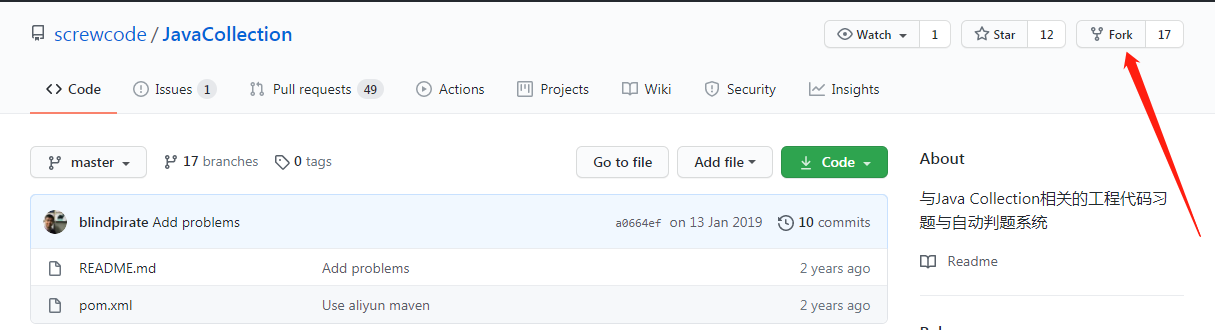 screwcode / JavaCollection
Watch 1 Star 12 Fork 17
Code Issues 1 Pull requests 49 Actions Projects Wiki Security Insights
master 17 branches 0 tags Go to file Add file Code
About
与Java Collection相关的工程代码习
题与自动判题系统
Readme
blindpirate Add problems a0664ef on 13 Jan 2019 10 commits
README.md Add problems 2 years ago
pom.xml Use aliyun maven 2 years ago